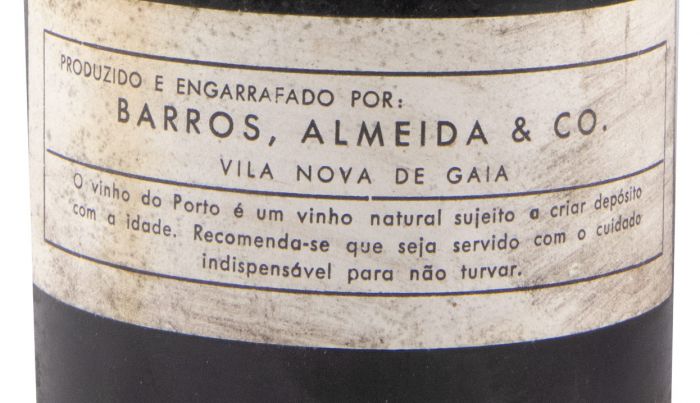 PRODUZIDO E ENGARRAFADO POR:
BARROS, ALMEIDA & CO.
VILA NOVA DE GAIA
O vinho do Porto é um vinho natural sujeito a criar depósito
com a idade. Recomenda-se que seja servido com o cuidado
indispensável para não turvar.